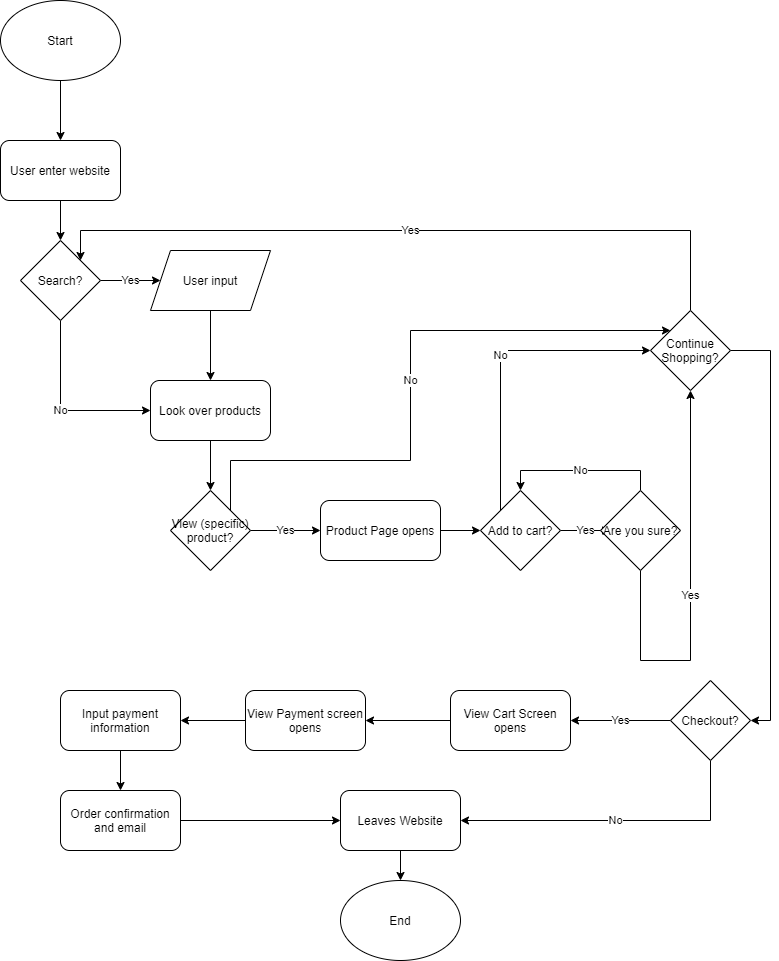 Start
User enter website
Yes
Search?
Yes
User input
Continue
Shopping?
No
No
No
Look over products
View (specific)
product?
Yes
Product Page opens
Add to cart?
Yes
Are you sure?
No
Yes
Input payment
information
View Payment screen
opens
View Cart Screen
opens
Yes
Checkout?
Order confirmation
and email
Leaves Website
No
End